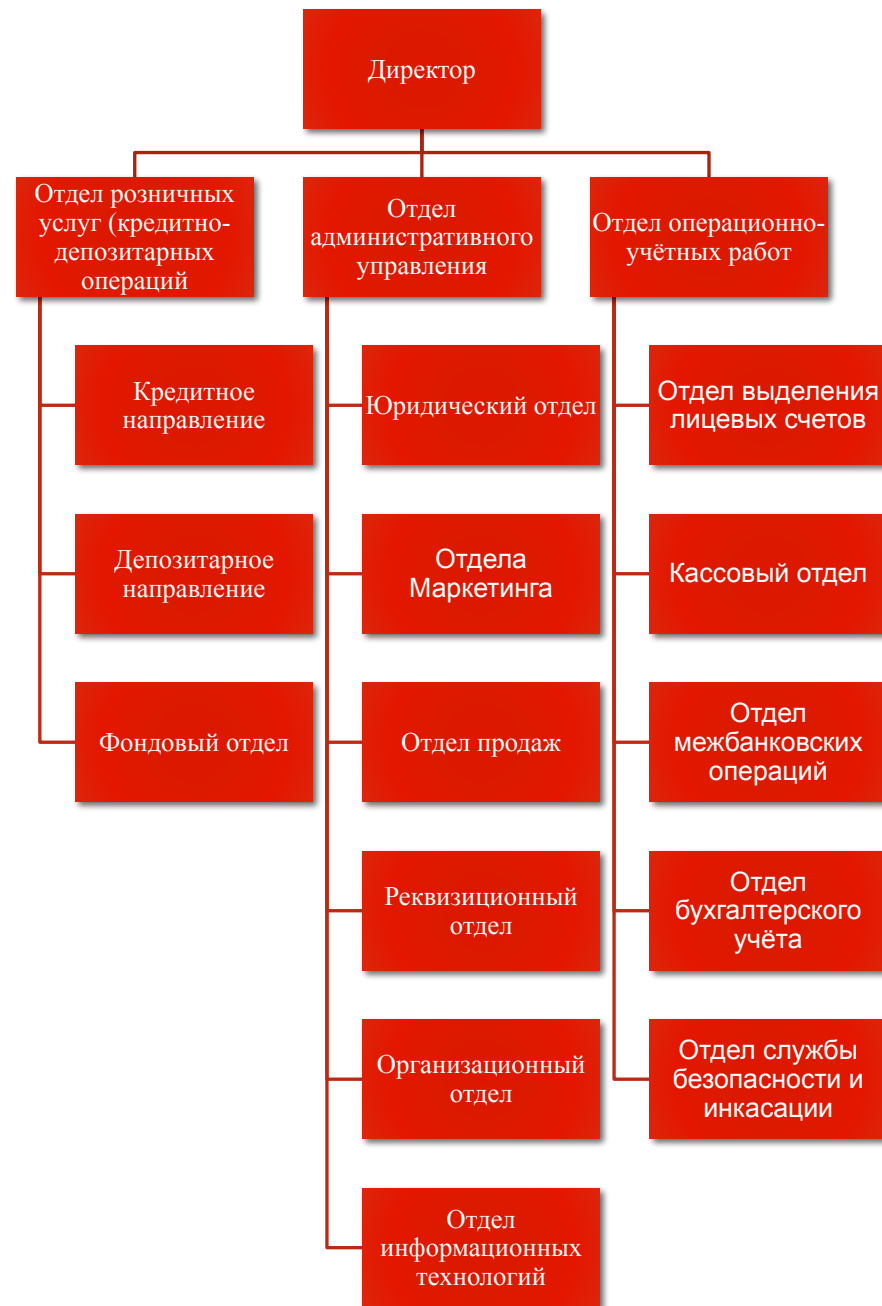 Директор
Отдел розничных
услуг (кредитно-
депозитарных
операций
Отдел
административного
управления
Отдел операционно-
учётных работ
Кредитное
направление
Депозитарное
направление
Фондовый отдел
Юридический отдел
Отдела
Маркетинга
Отдел продаж
Реквизиционный
отдел
Организационный
отдел
Отдел
информационных
технологий
Отдел выделения
лицевых счетов
Кассовый отдел
Отдел
межбанковских
операций
Отдел
бухгалтерского
учёта
Отдел службы
безопасности и
инкасации